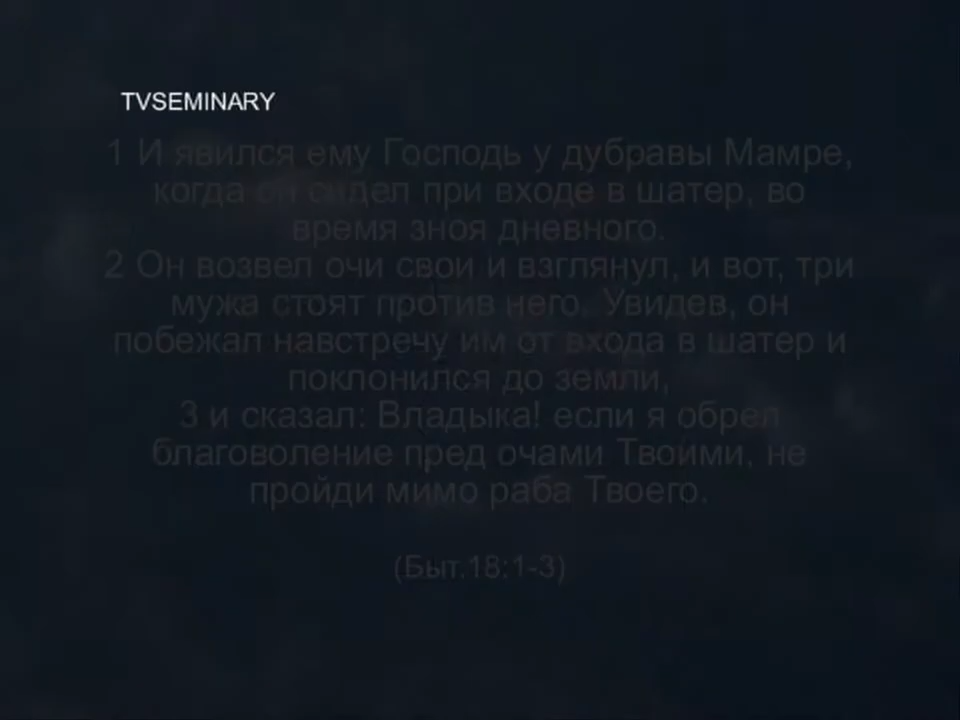 TVSEMINARY
1 И явился ему Господь у дубравы Мамре,
когда он сидел при входе в шатер, во
время зноя дневного.
2 Он возвел очи свои и взглянул, и вот, три
мужа стоят против него. Увидев, он
побежал навстречу им от входа в шатер и
поклонился до земли,
3 и сказал: Владыка! если я обрел
благоволение пред очами Твоими, не
пройди мимо раба Твоего.
(Быт.18:1-3)